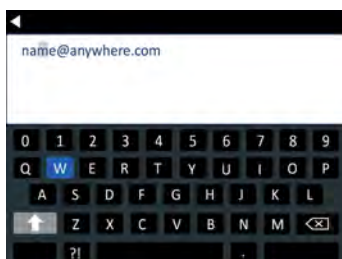 name@anywhere.com
0 1 2 3 4 5 6 7 8 9
Q W E R T Y U I O P
A S D F G H J K L
Z X C V B N M
?! .